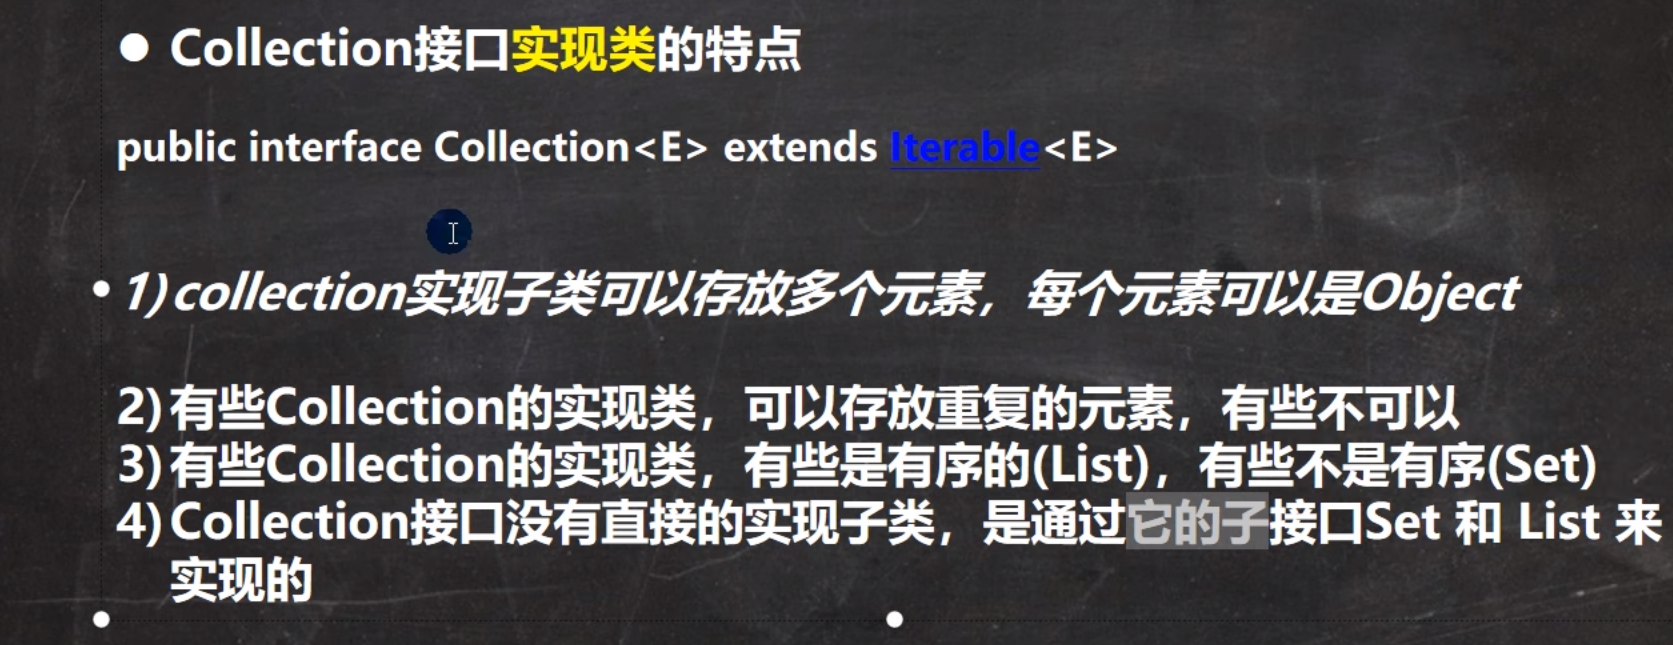 ● Collection接口实现类的特点
public interface Collection<E> extends Iterable<E>
• 1) collection实现子类可以存放多个元素，每个元素可以是Object
2) 有些Collection的实现类，可以存放重复的元素，有些不可以
3) 有些Collection的实现类，有些是有序的(List)，有些不是有序(Set)
4) Collection接口没有直接的实现子类，是通过它的子接口Set 和 List 来
实现的